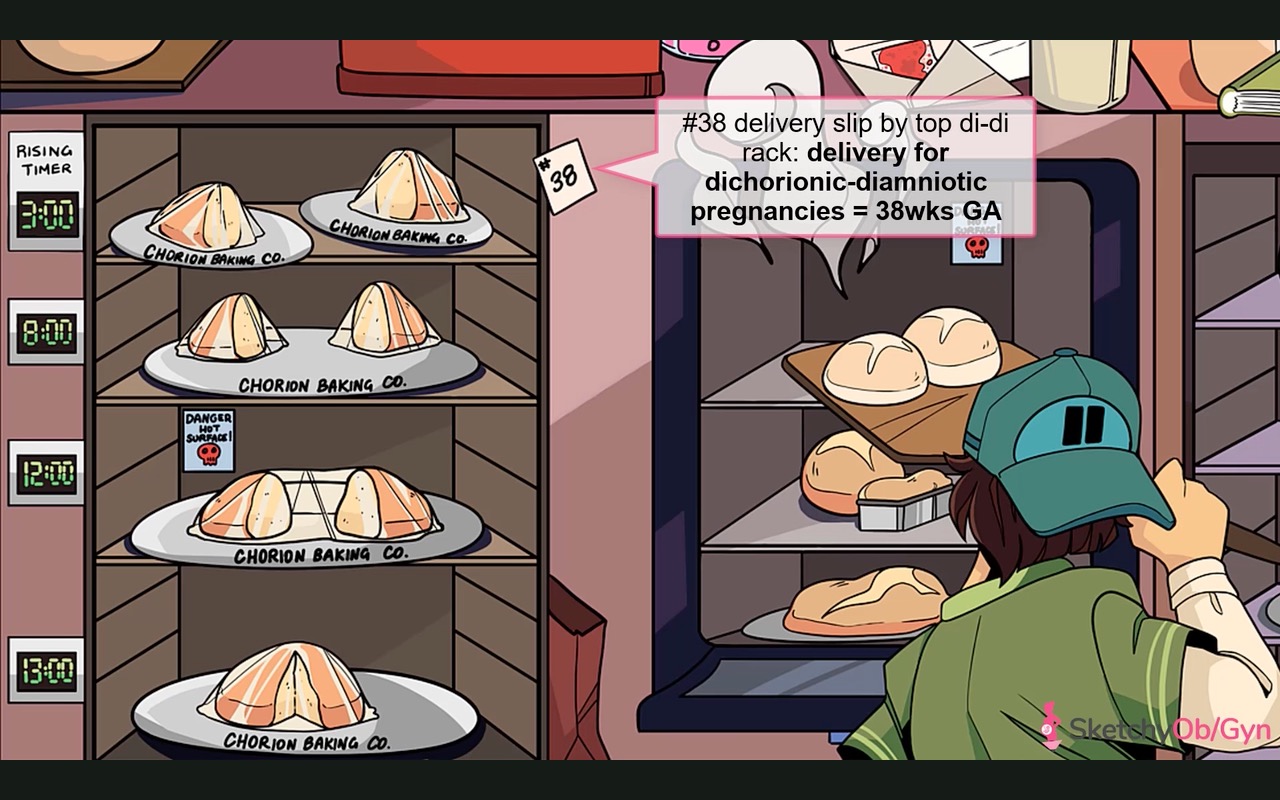 RISING
TIMER
3:00
CHORION BAKING CO.
CHORION BAKING CO.
#38
#38 delivery slip by top di-di
rack: delivery for
dichorionic-diamniotic
pregnancies = 38wks GA
8:00
CHORION BAKING CO.
DANGER
HOT
SURFACE!
12:00
CHORION BAKING CO.
13:00
CHORION BAKING CO.
SURFACE!
SketchyOb/Gyn